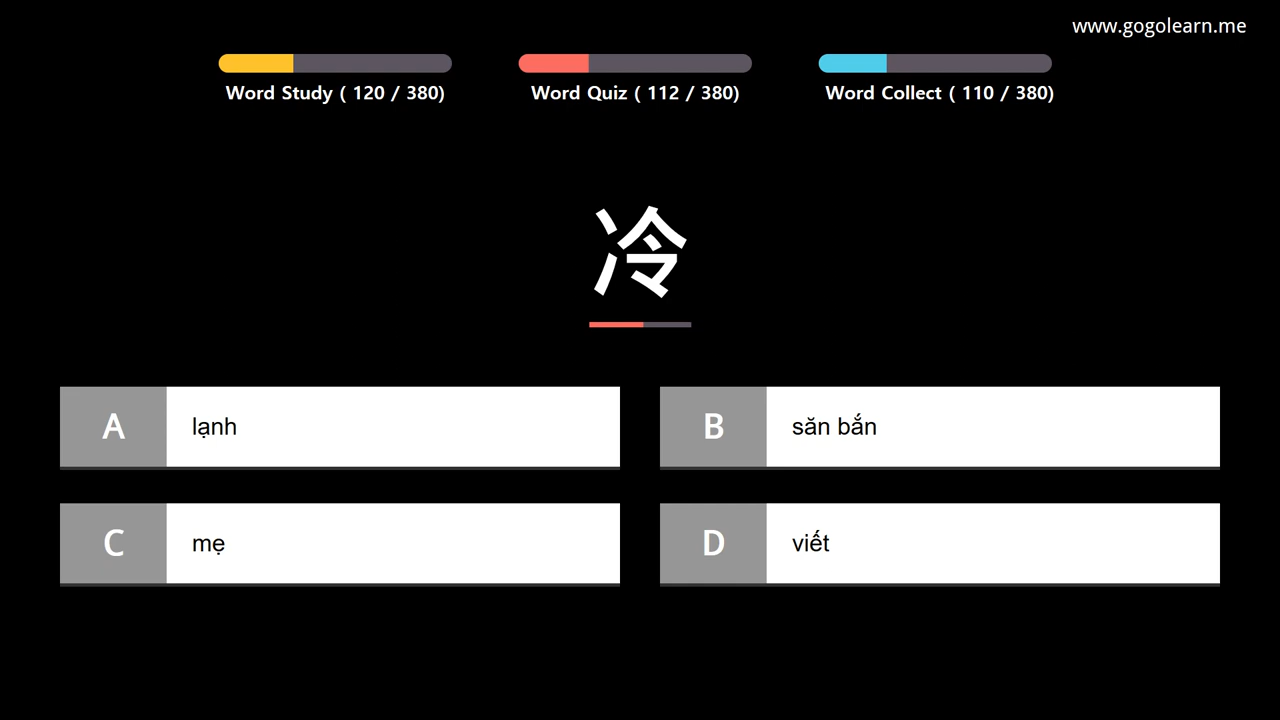 www.gogolearn.me
Word Study ( 120 / 380)
Word Quiz ( 112 / 380)
Word Collect ( 110 / 380)
冷
A lạnh
B săn bắn
C mẹ
D viết